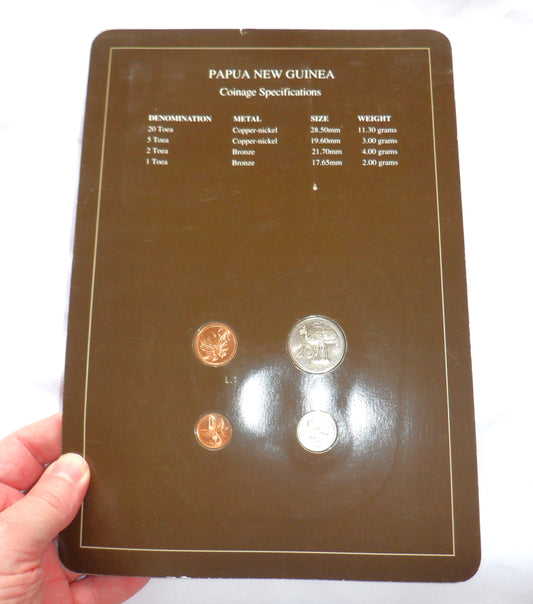 PAPUA NEW GUINEA
Coinage Specifications
DENOMINATION METAL SIZE WEIGHT
20 Toea Copper-nickel 28.50mm 11.30 grams
5 Toea Copper-nickel 19.60mm 3.00 grams
2 Toea Bronze 21.70mm 4.00 grams
1 Toea Bronze 17.65mm 2.00 grams